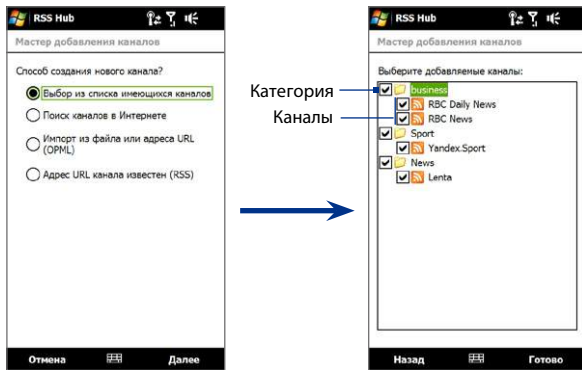 RSS Hub
Мастер добавления каналов
Способ создания нового канала?
Выбор из списка имеющихся каналов
Поиск каналов в Интернете
Импорт из файла или адреса URL
(OPML)
Адрес URL канала известен (RSS)
Отмена
Далее
Категория
Каналы
RSS Hub
Мастер добавления каналов
Выберите добавляемые каналы:
business
RBC Daily News
RBC News
Sport
Yandex.Sport
News
Lenta
Назад
Готово